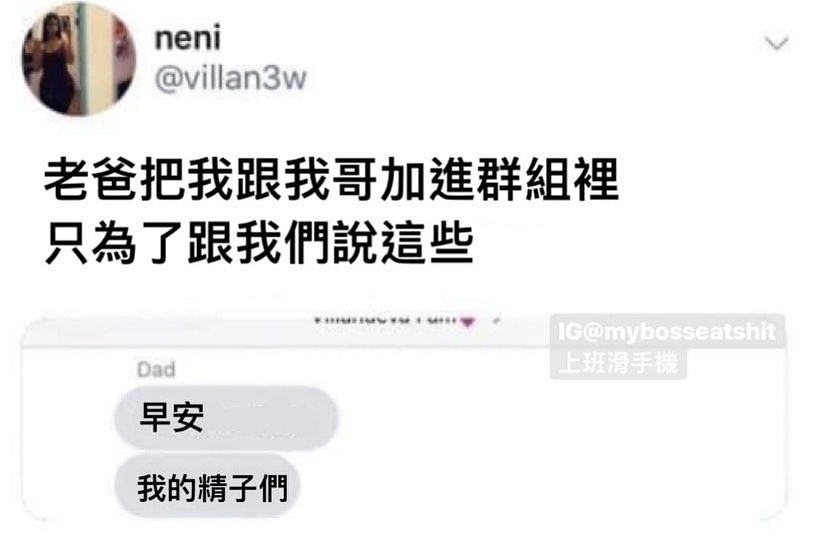 neni
@villan3w
老爸把我跟我哥加進群組裡
只為了跟我們說這些
IG@mybosseatshit
上班滑手機
Dad
早安
我的精子們